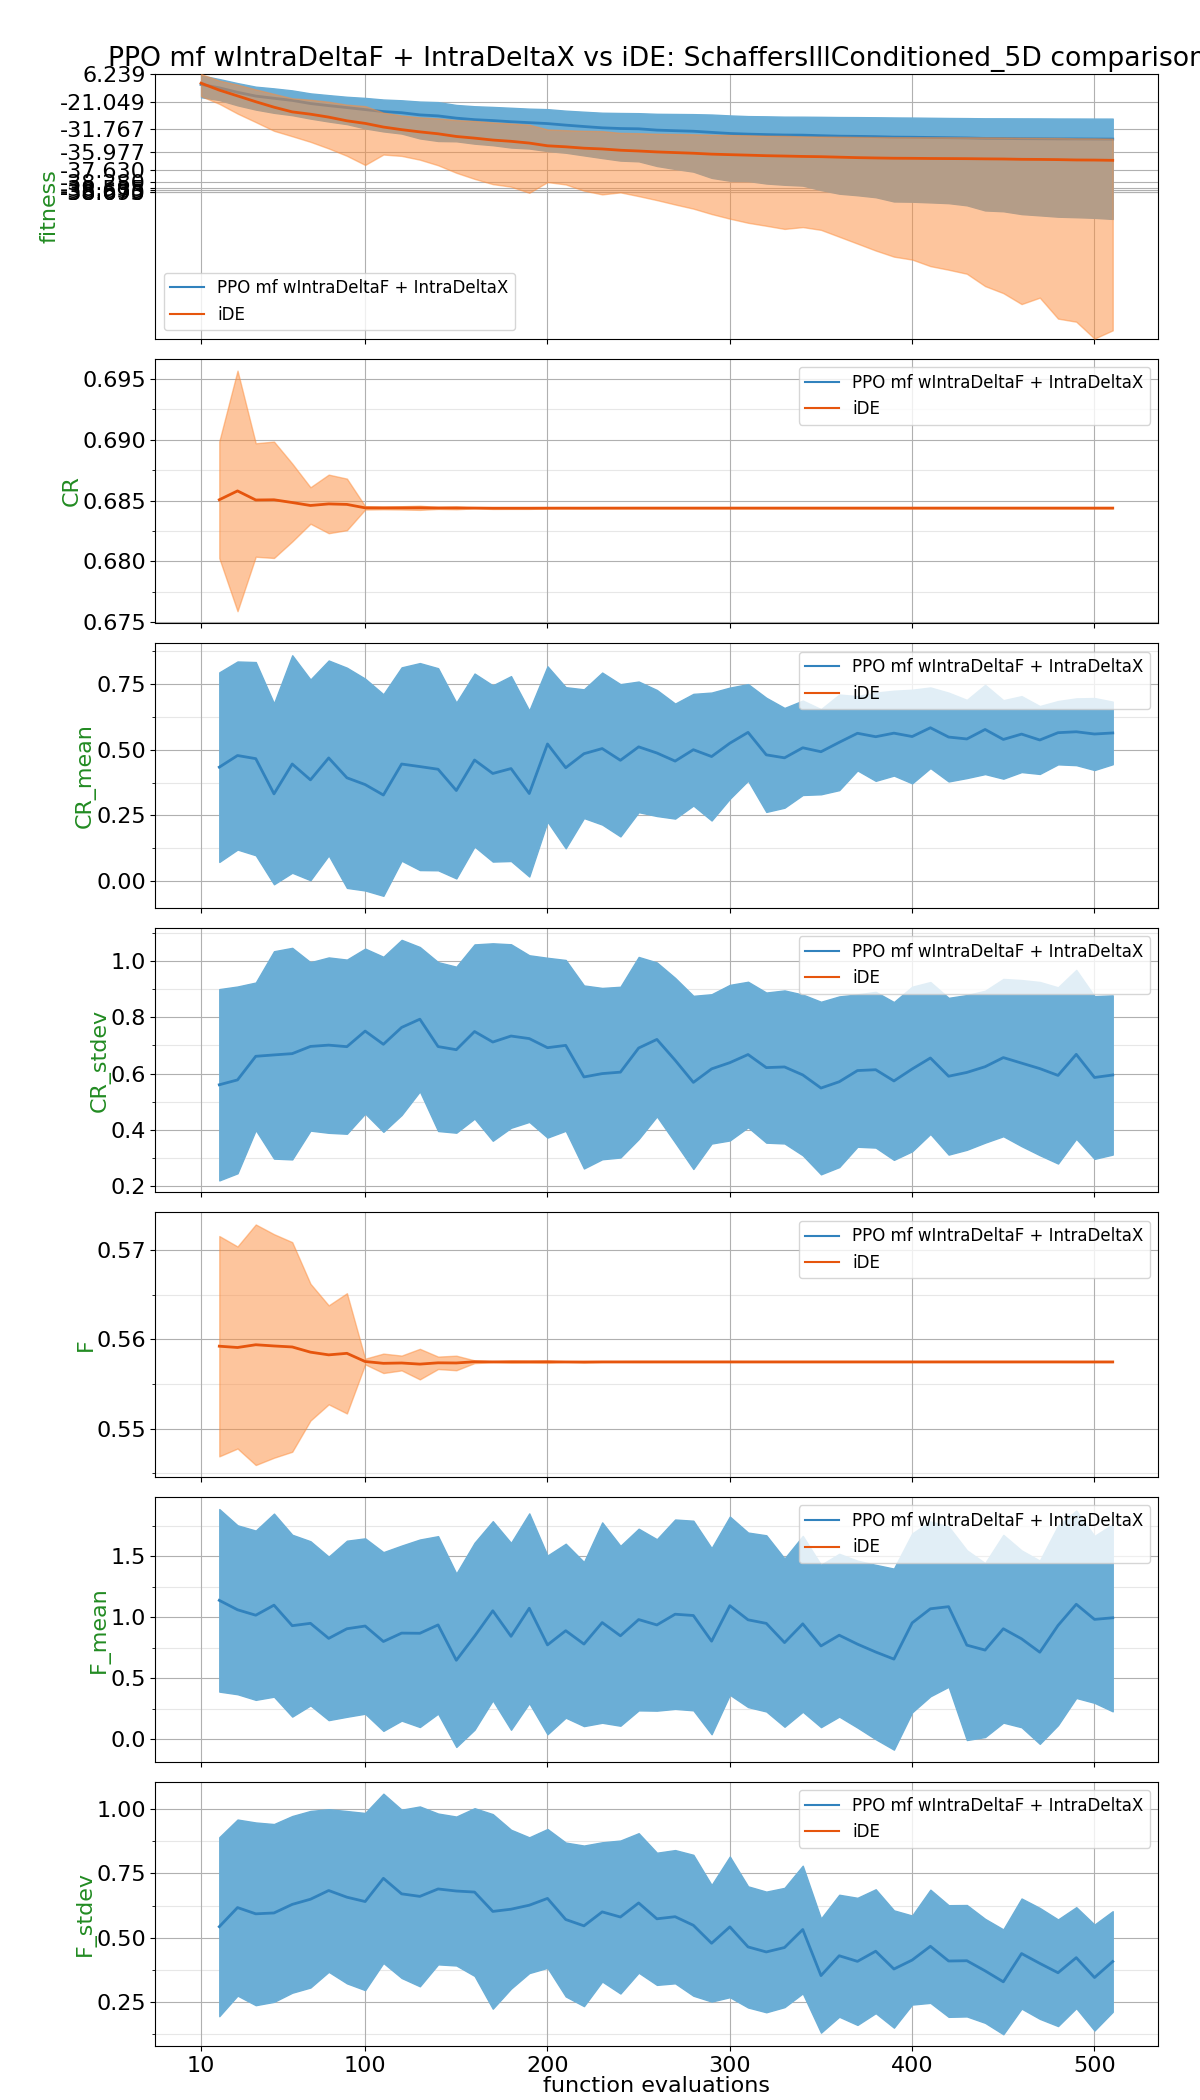 PPO mf wIntraDeltaF + IntraDeltaX vs iDE: SchaffersIIIConditioned_5D comparison
6.239
-21.049
-31.767
-35.977
-37.630
fitness
PPO mf wIntraDeltaF + IntraDeltaX
iDE
0.695
0.690
0.685
0.680
0.675
CR
PPO mf wIntraDeltaF + IntraDeltaX
iDE
0.75
0.50
0.25
0.00
CR_mean
PPO mf wIntraDeltaF + IntraDeltaX
iDE
1.0
0.8
0.6
0.4
0.2
CR_stdev
PPO mf wIntraDeltaF + IntraDeltaX
iDE
0.57
0.56
0.55
F
PPO mf wIntraDeltaF + IntraDeltaX
iDE
1.5
1.0
0.5
0.0
F_mean
PPO mf wIntraDeltaF + IntraDeltaX
iDE
1.00
0.75
0.50
0.25
F_stdev
PPO mf wIntraDeltaF + IntraDeltaX
iDE
10 100 200 300 400 500
function evaluations